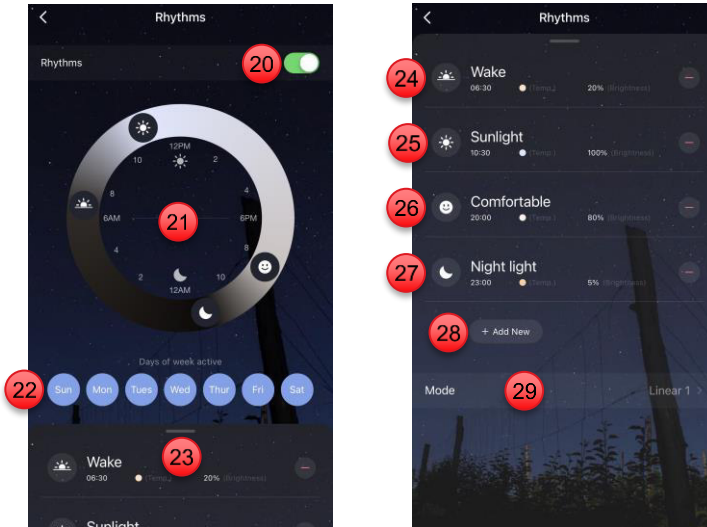 Rhythms
Rhythms
20
12PM
10
2
8
4
6AM
21
6PM
4
8
2
10
12AM
Days of week active
22
Sun Mon Tues Wed Thur Fri Sat
23
Wake
06:30 (Temp.) 20% (Brightness)
Sunlight
Rhythms
24
Wake
06:30 (Temp.) 20% (Brightness)
25
Sunlight
10:30 (Temp.) 100% (Brightness)
26
Comfortable
20:00 (Temp.) 80% (Brightness)
27
Night light
23:00 (Temp.) 5% (Brightness)
28
+ Add New
Mode 29 Linear 1 >